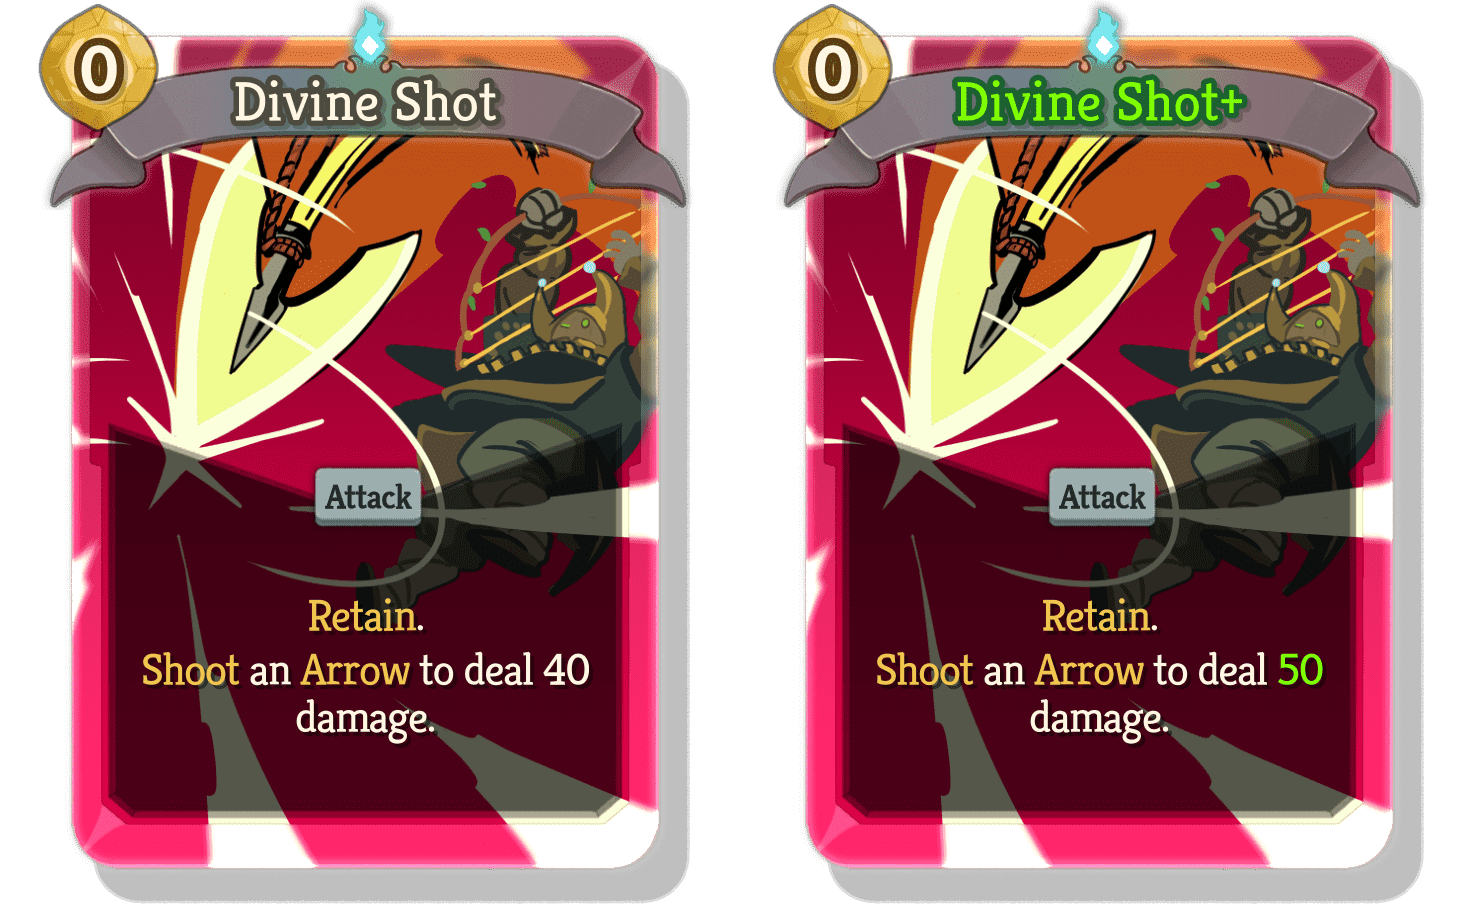 0
Divine Shot
Attack
Retain.
Shoot an Arrow to deal 40
damage.
0
Divine Shot+
Attack
Retain.
Shoot an Arrow to deal 50
damage.